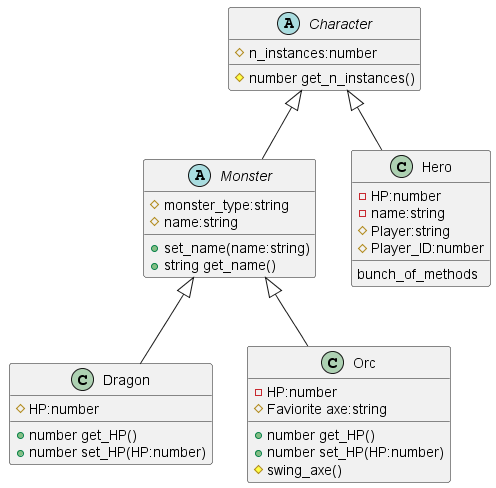 A Character
n_instances:number
number get_n_instances()
A Monster
monster_type:string
name:string
set_name(name:string)
string get_name()
C Hero
HP:number
name:string
Player:string
Player_ID:number
bunch_of_methods
C Dragon
HP:number
number get_HP()
number set_HP(HP:number)
C Orc
HP:number
Faviorite axe:string
number get_HP()
number set_HP(HP:number)
swing_axe()